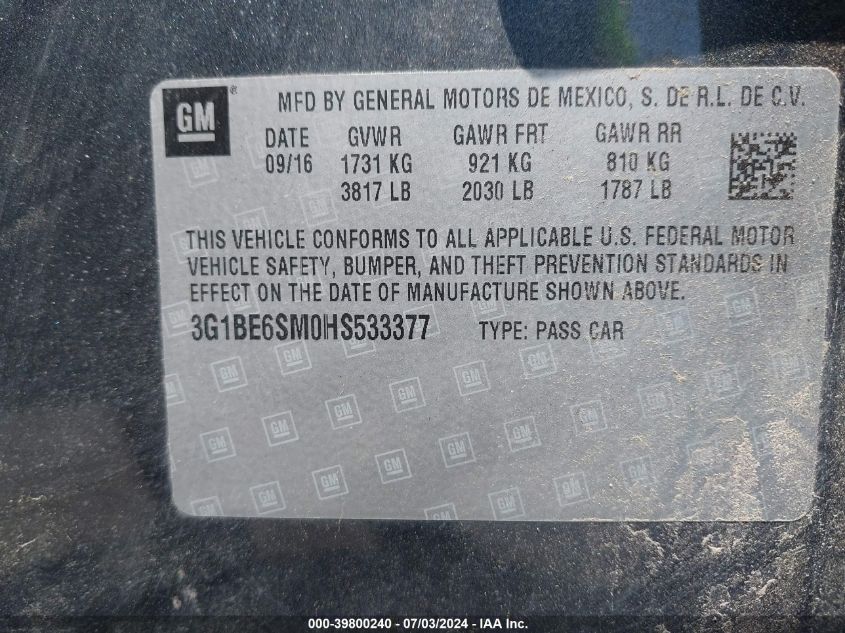 GM ®
MFD BY GENERAL MOTORS DE MEXICO, S. DE R.L. DE C.V.
DATE GVWR GAWR FRT GAWR RR
09/16 1731 KG 921 KG 810 KG
3817 LB 2030 LB 1787 LB
THIS VEHICLE CONFORMS TO ALL APPLICABLE U.S. FEDERAL MOTOR
VEHICLE SAFETY, BUMPER, AND THEFT PREVENTION STANDARDS IN
EFFECT ON THE DATE OF MANUFACTURE SHOWN ABOVE.
3G1BE6SM0HS533377 TYPE: PASS CAR
000-39800240 - 07/03/2024 - IAA Inc.